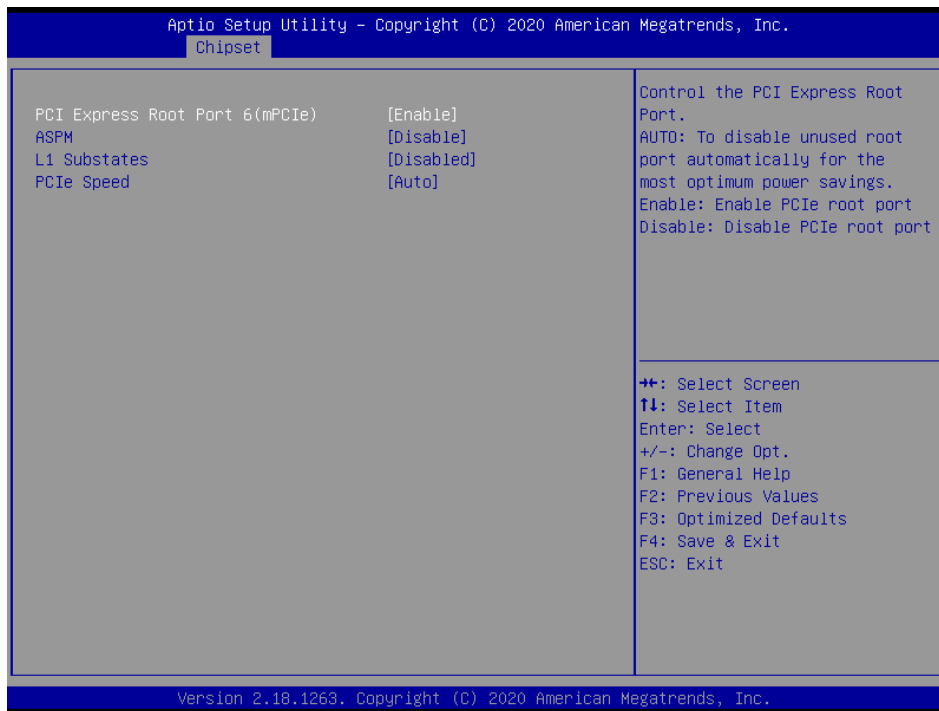 Aptio Setup Utility – Copyright (C) 2020 American Megatrends, Inc.
Chipset
PCI Express Root Port 6(mPCIe) [Enable]
ASPM [Disable]
L1 Substates [Disabled]
PCIe Speed [Auto]
Control the PCI Express Root
Port.
AUTO: To disable unused root
port automatically for the
most optimum power savings.
Enable: Enable PCIe root port
Disable: Disable PCIe root port
→←: Select Screen
↑↓: Select Item
Enter: Select
+/-: Change Opt.
F1: General Help
F2: Previous Values
F3: Optimized Defaults
F4: Save & Exit
ESC: Exit
Version 2.18.1263. Copyright (C) 2020 American Megatrends, Inc.